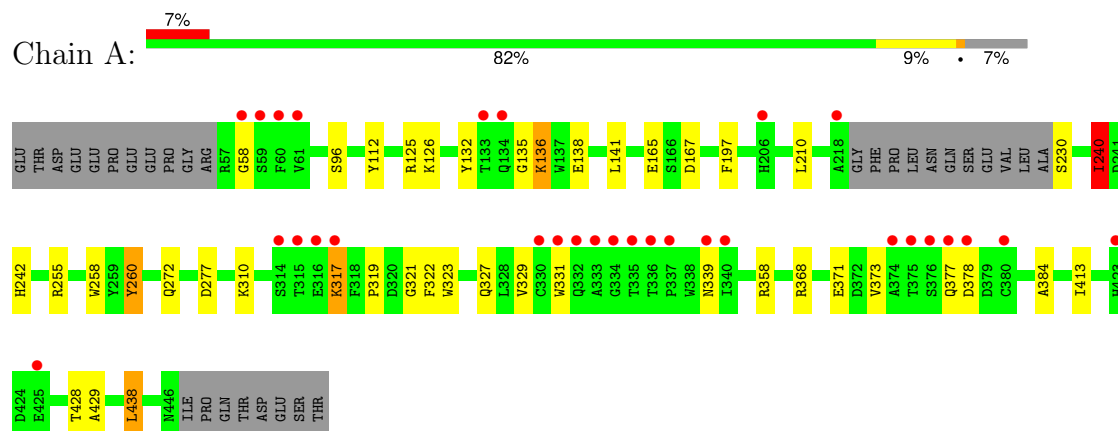 7%
Chain A:
82% 9% • 7%
GLU THR ASP GLU GLU PRO GLU GLU PRO GLY ARG R57 G58 S59 F60 V61 S96 Y112 R125 K126 Y132 T133 Q134 G135 K136 W137 E138 L141 E165 S166 D167 F197 H206 L210 A218 GLY PHE PRO LEU ASN GLN SER GLU VAL LEU ALA S230 I240 D241
H242 R255 W258 Y259 Y260 Q272 D277 K310 S314 T315 E316 K317 F318 P319 D320 G321 F322 W323 Q327 L328 V329 C330 W331 Q332 A333 G334 T335 T336 P337 W338 N339 I340 R358 R368 E371 D372 V373 A374 T375 S376 Q377 D378 D379 C380 A384 I413 H423
D424 E425 T428 A429 L438 N446 ILE PRO GLN THR ASP GLU SER THR